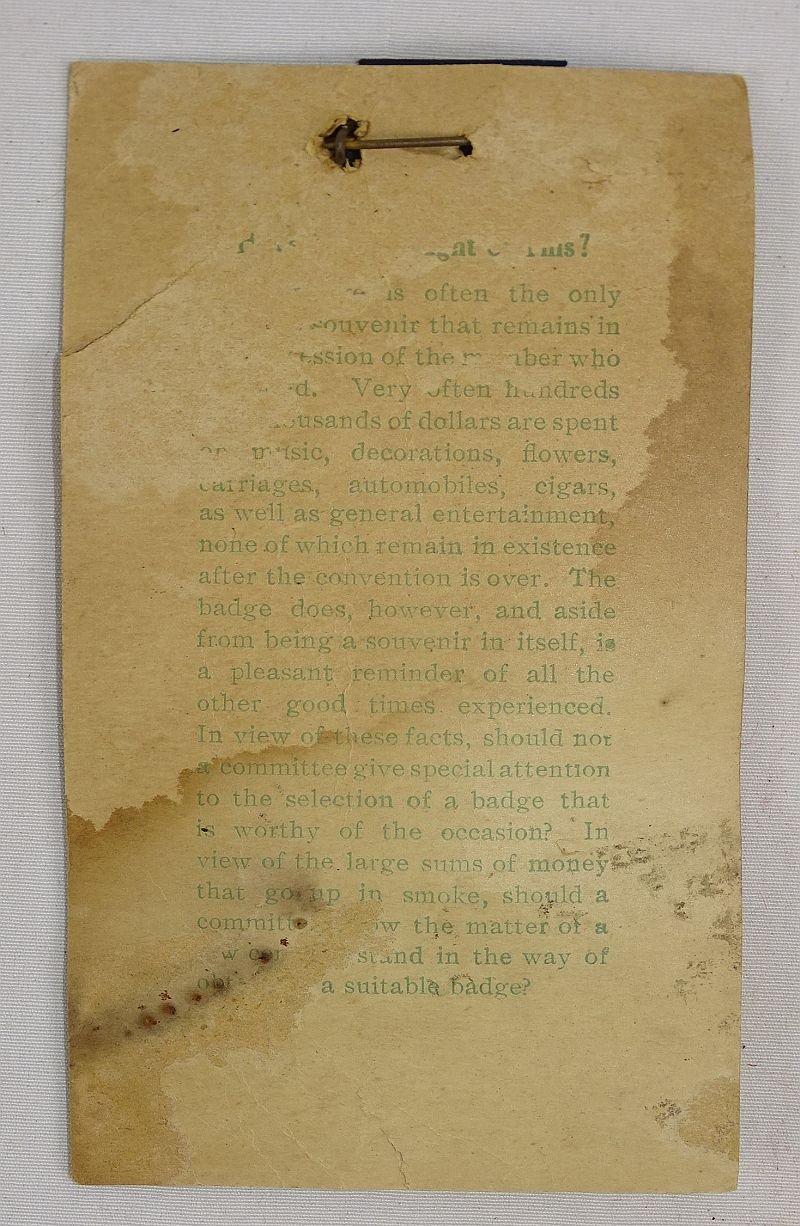 This?
is often the only
souvenir that remains in
of the member who
Very often hundreds
thousands of dollars are spent
music, decorations, flowers,
carriages, automobiles, cigars,
as well as general entertainment,
none of which remain in existence
after the convention is over. The
badge does, however, and aside
from being a souvenir in itself, is
a pleasant reminder of all the
other good times experienced.
In view of these facts, should not
a committee give special attention
to the selection of a badge that
is worthy of the occasion? In
view of the large sums of money
that go up in smoke, should a
the matter of a
stand in the way of
a suitable badge?